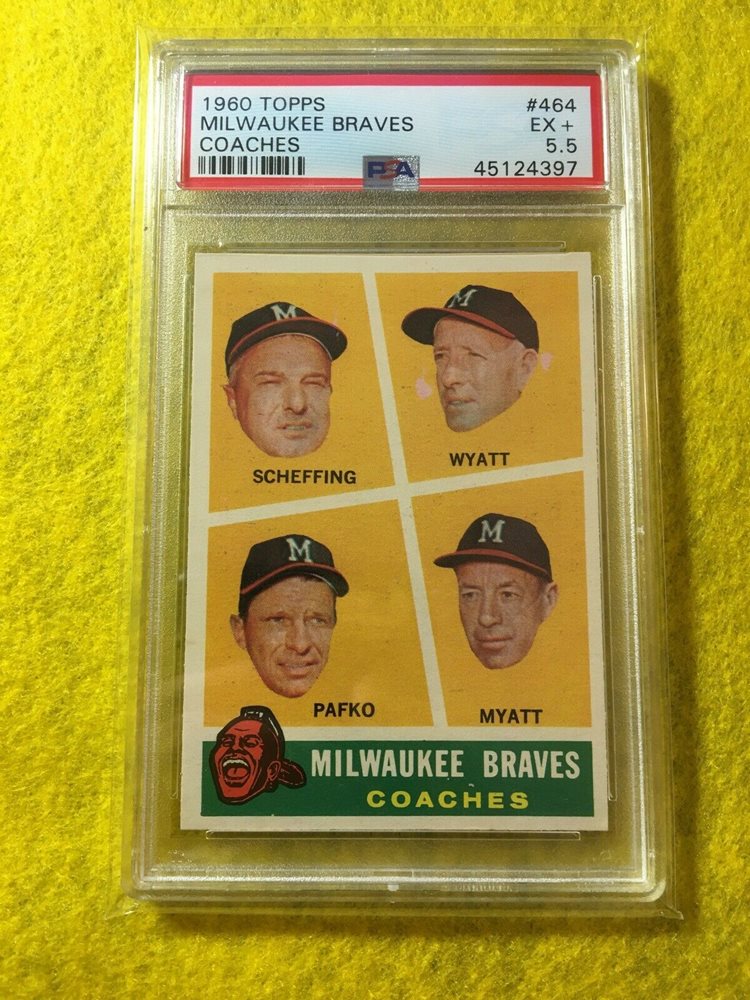 1960 TOPPS #464
MILWAUKEE BRAVES EX +
COACHES 5.5
PSA 45124397
M M
SCHEFFING WYATT
M M
PAFKO MYATT
MILWAUKEE BRAVES
COACHES